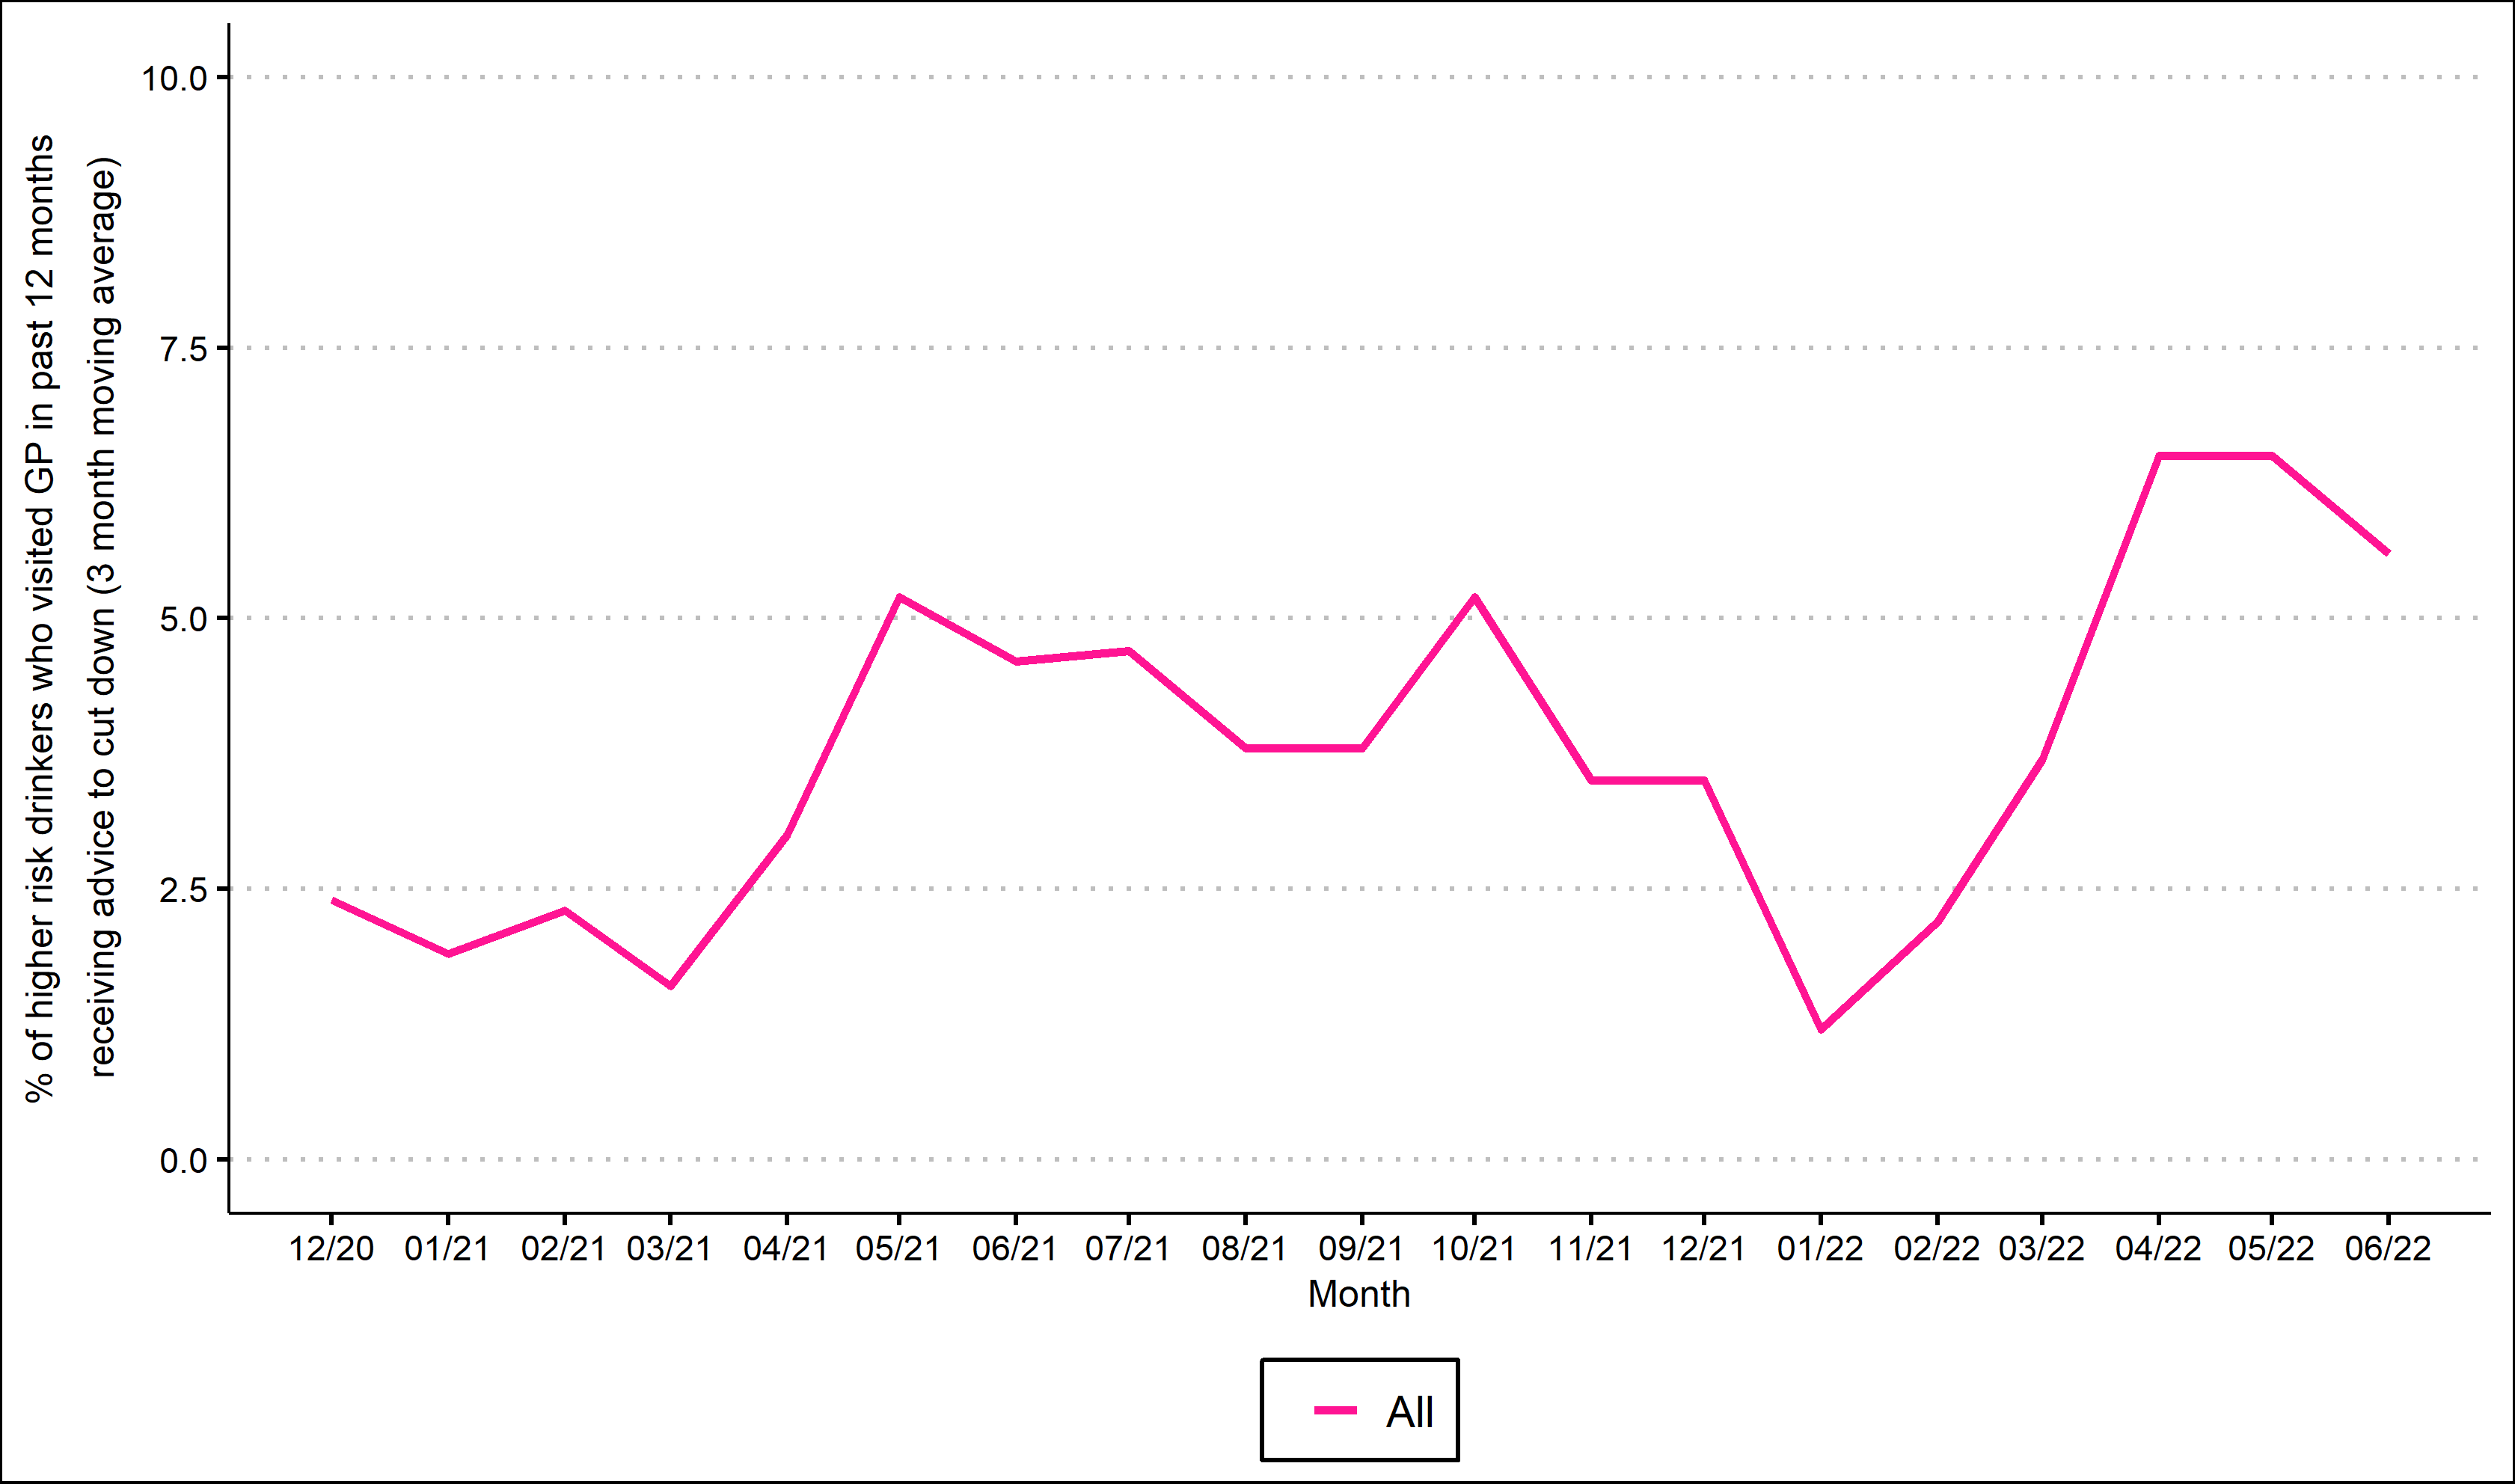 % of higher risk drinkers who visited GP in past 12 months
receiving advice to cut down (3 month moving average)
10.0
7.5
5.0
2.5
0.0
12/20 01/21 02/21 03/21 04/21 05/21 06/21 07/21 08/21 09/21 10/21 11/21 12/21 01/22 02/22 03/22 04/22 05/22 06/22
Month
All